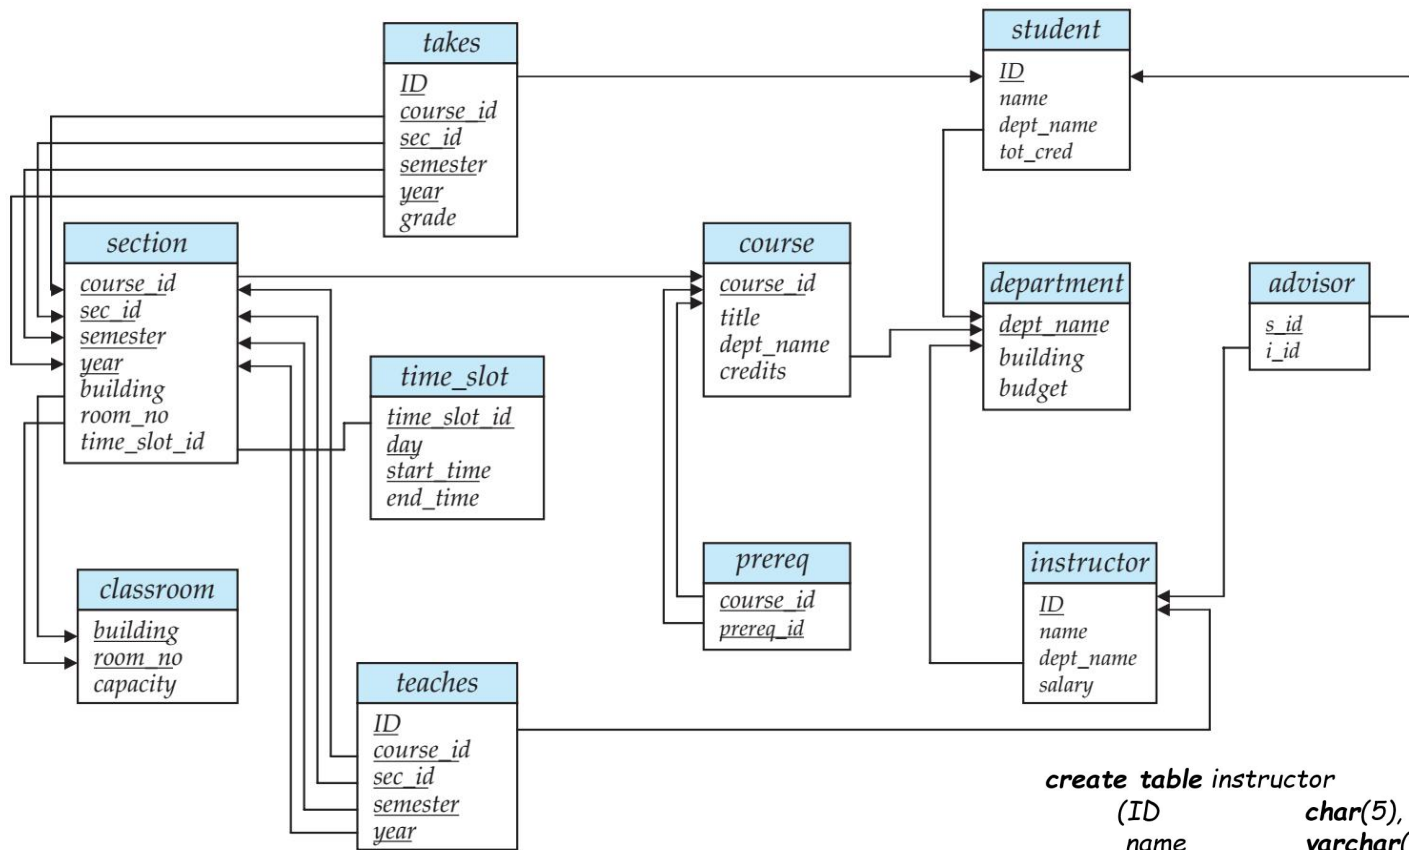 takes
ID
course_id
sec_id
semester
year
grade
student
ID
name
dept_name
tot_cred
section
course_id
sec_id
semester
year
building
room_no
time_slot_id
course
course_id
title
dept_name
credits
department
dept_name
building
budget
advisor
s_id
i_id
time_slot
time_slot_id
day
start_time
end_time
classroom
building
room_no
capacity
prereq
course_id
prereq_id
instructor
ID
name
dept_name
salary
teaches
ID
course_id
sec_id
semester
year
create table instructor
(ID char(5),
name varchar(